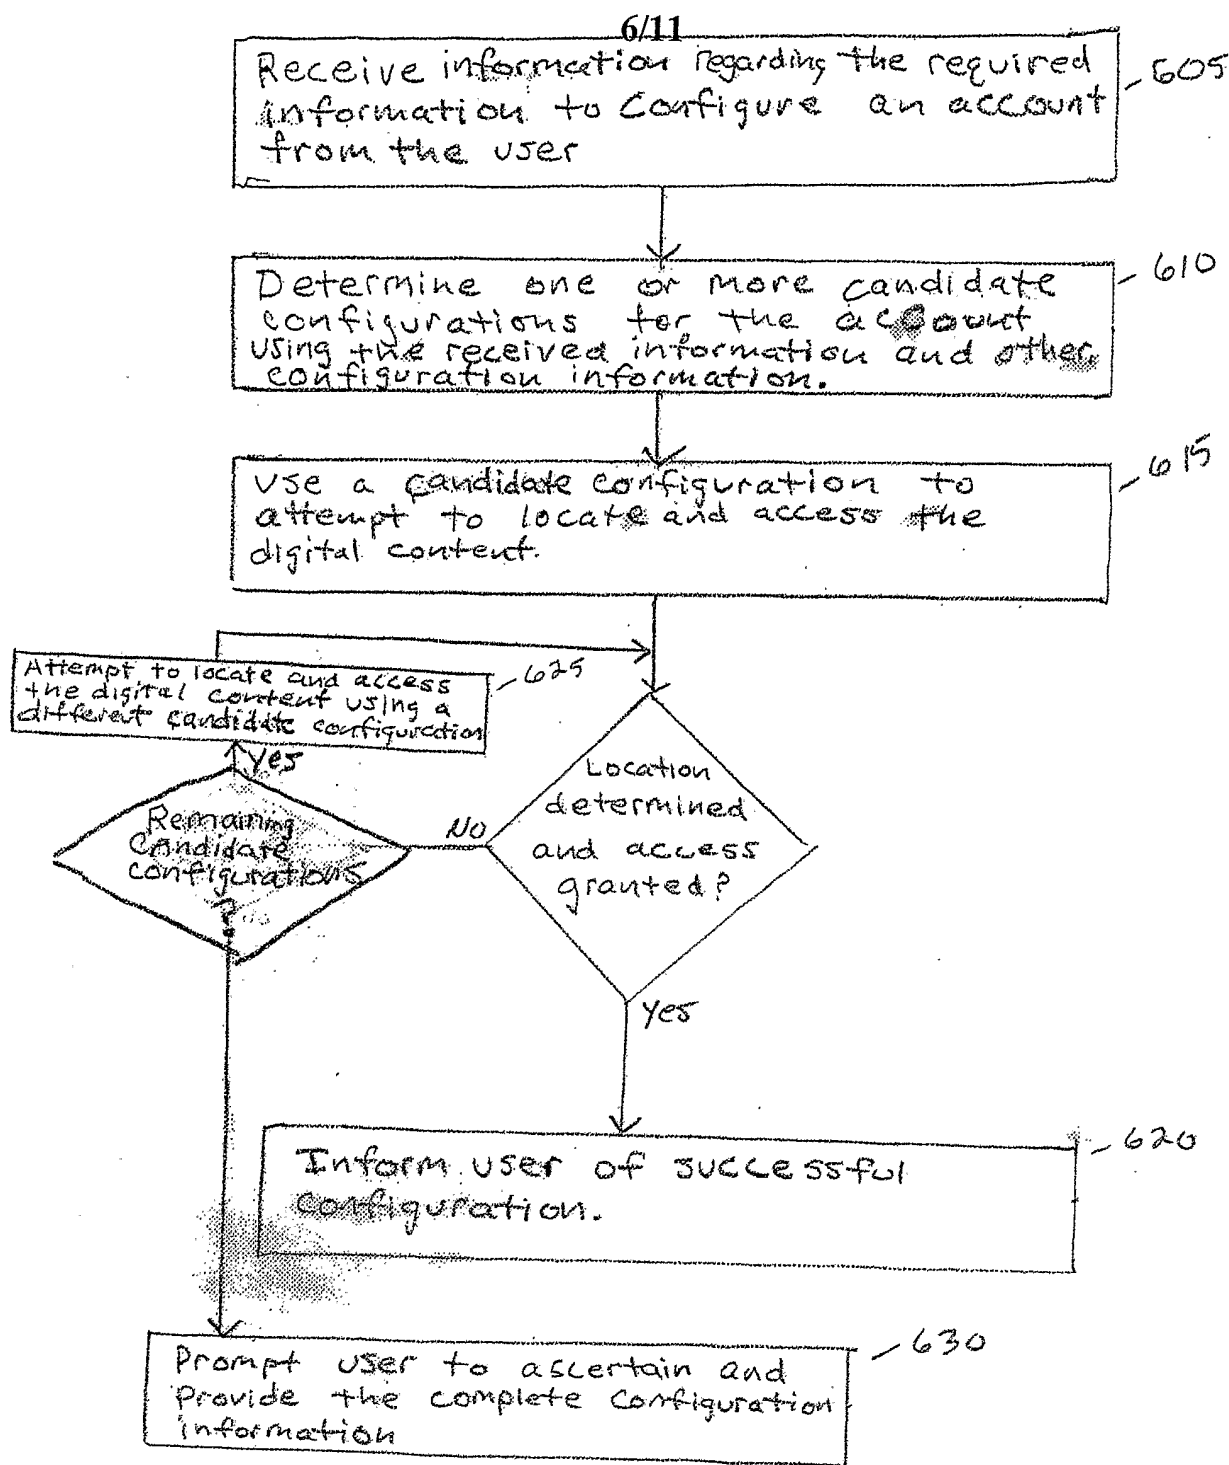 6/11
Receive information regarding the required
information to configure an account
from the user
605
Determine one or more candidate
configurations for the account
using the received information and other
configuration information.
610
Use a candidate configuration to
attempt to locate and access the
digital content.
615
Attempt to locate and access
the digital content using a
different candidate configuration
625
Yes
Remaining
Candidate
configurations
?
No
Location
determined
and access
granted?
Yes
Inform user of successful
configuration.
620
Prompt user to ascertain and
Provide the complete configuration
information
630